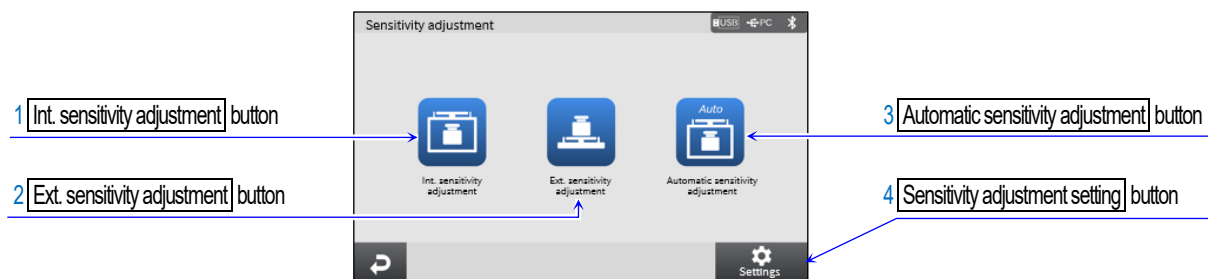 Sensitivity adjustment
USB PC
1 Int. sensitivity adjustment button
2 Ext. sensitivity adjustment button
Int. sensitivity
adjustment
Ext. sensitivity
adjustment
Auto
Automatic sensitivity
adjustment
3 Automatic sensitivity adjustment button
4 Sensitivity adjustment setting button
Settings